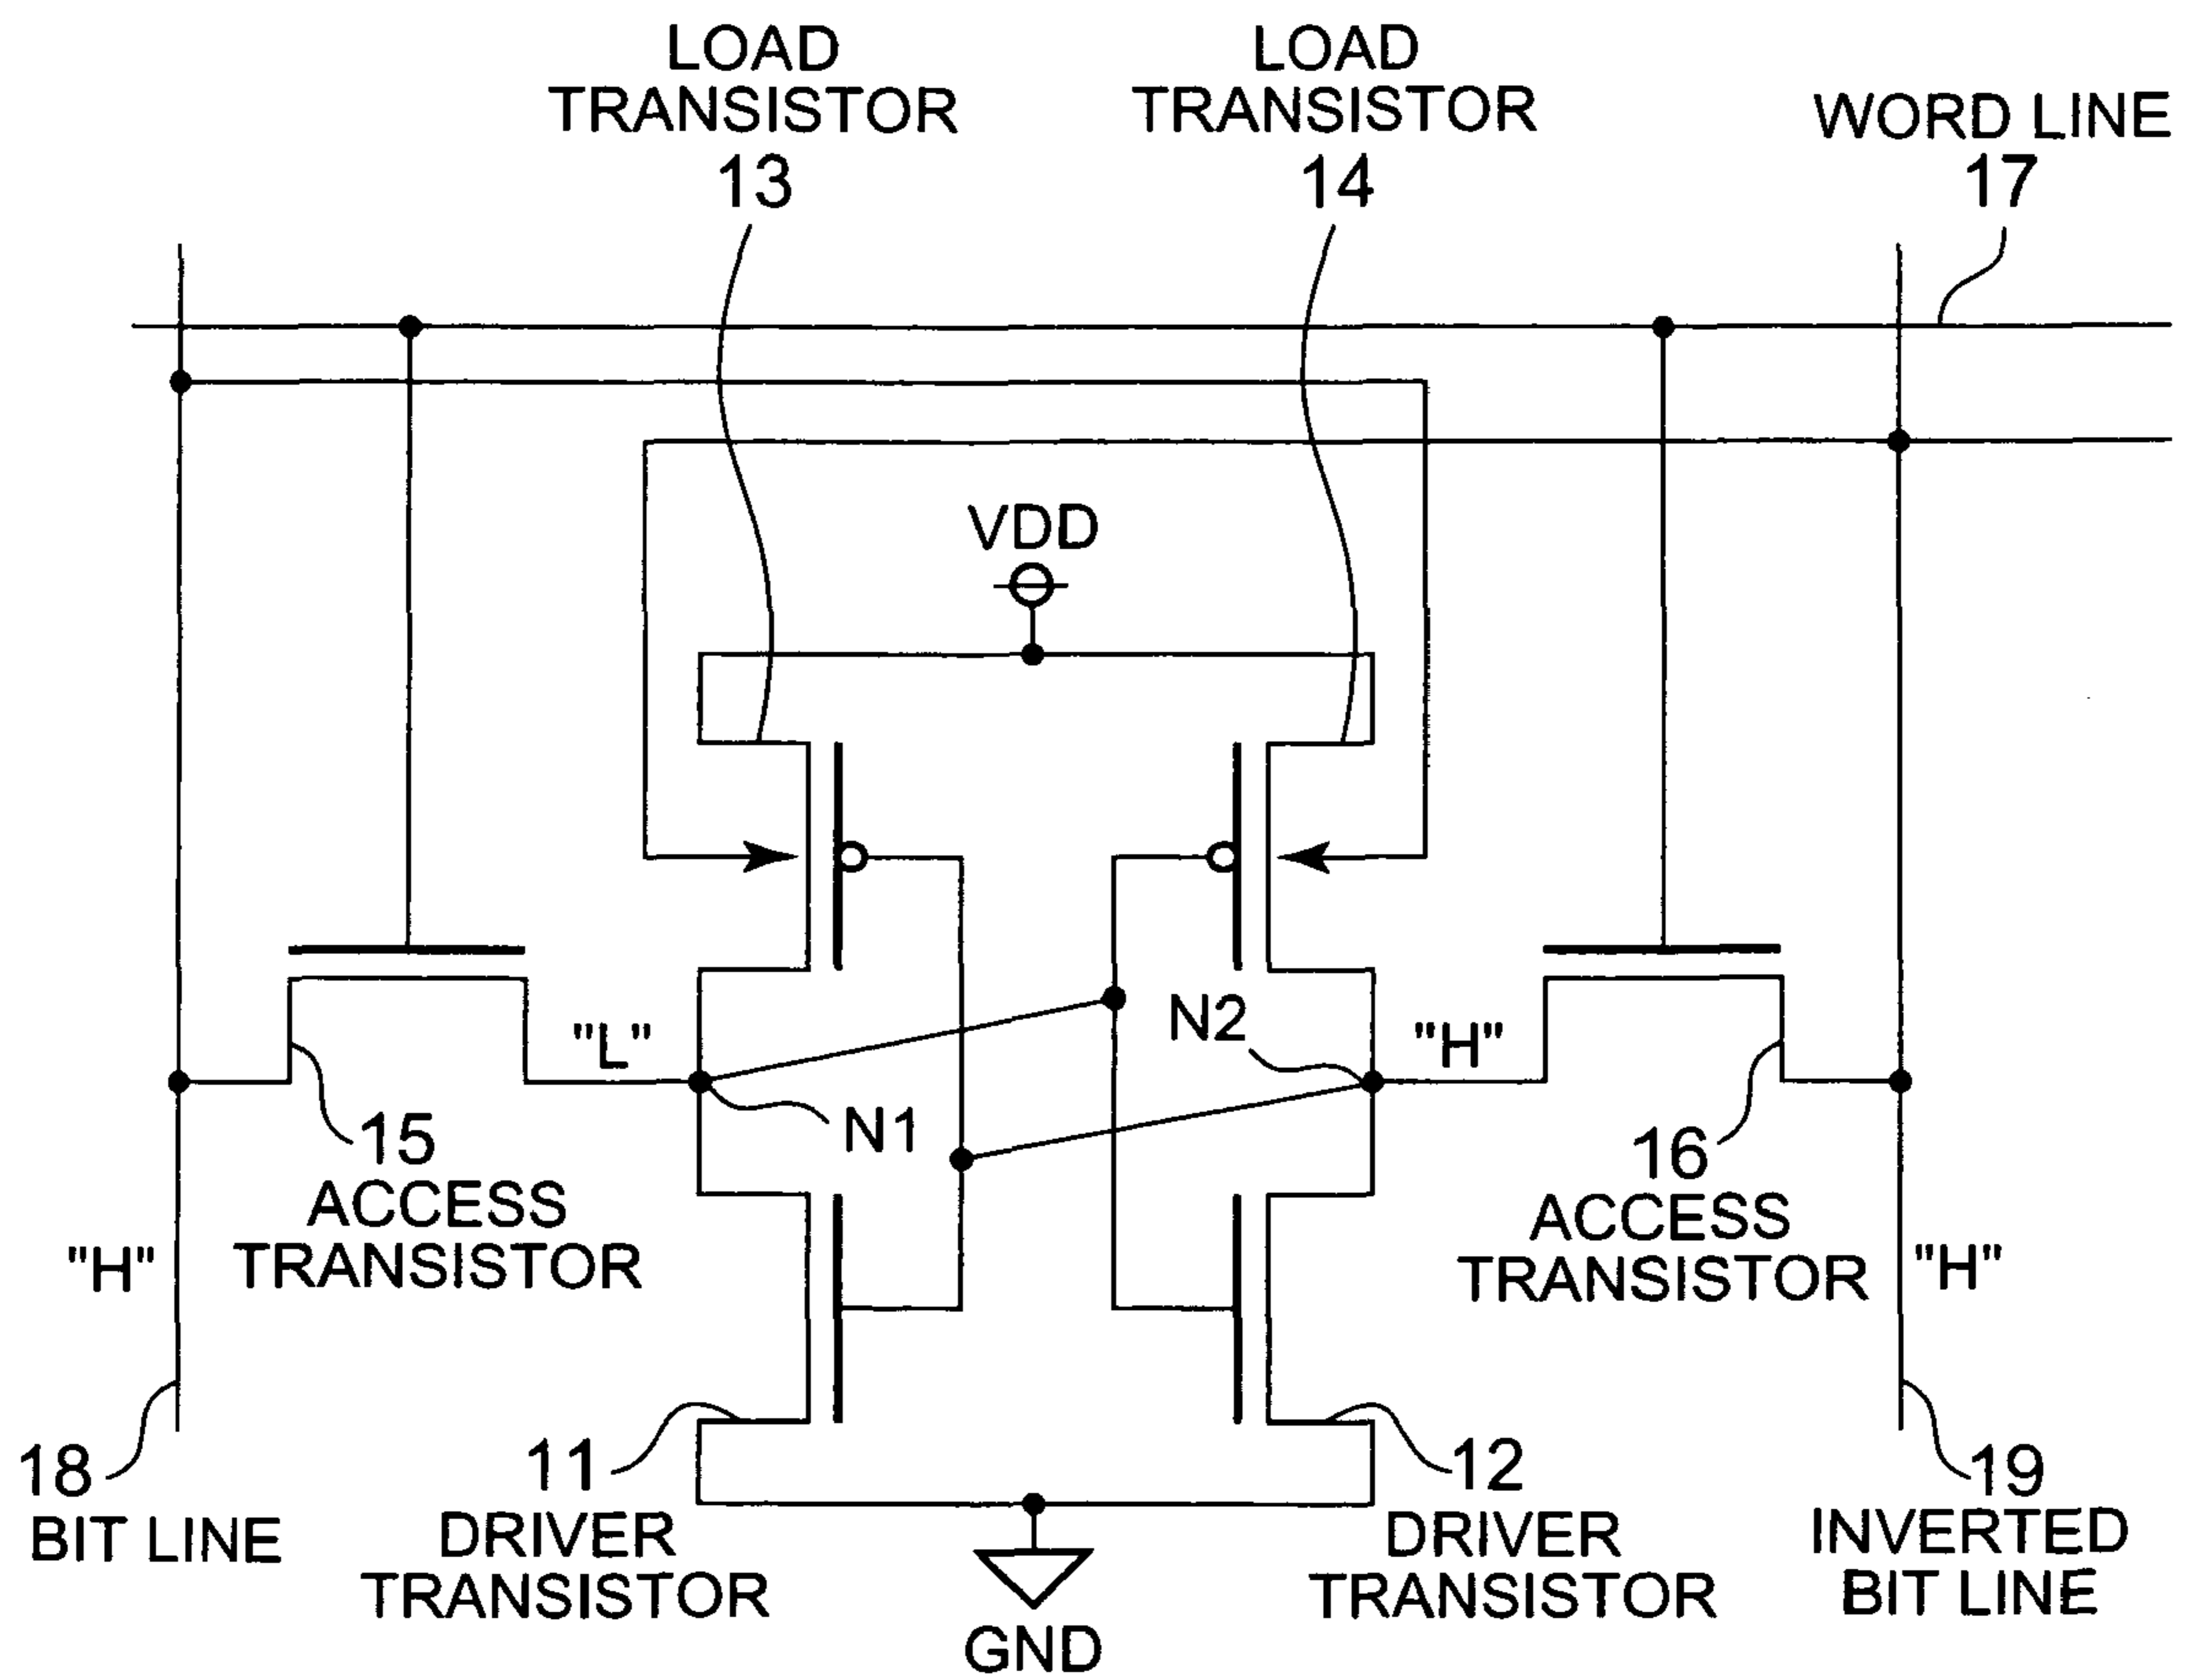 LOAD
TRANSISTOR
13
LOAD
TRANSISTOR
14
WORD LINE
17
VDD
"L"
N1
N2
"H"
15
ACCESS
TRANSISTOR
16
ACCESS
TRANSISTOR
"H"
"H"
18
BIT LINE
11
DRIVER
TRANSISTOR
12
DRIVER
TRANSISTOR
19
INVERTED
BIT LINE
GND